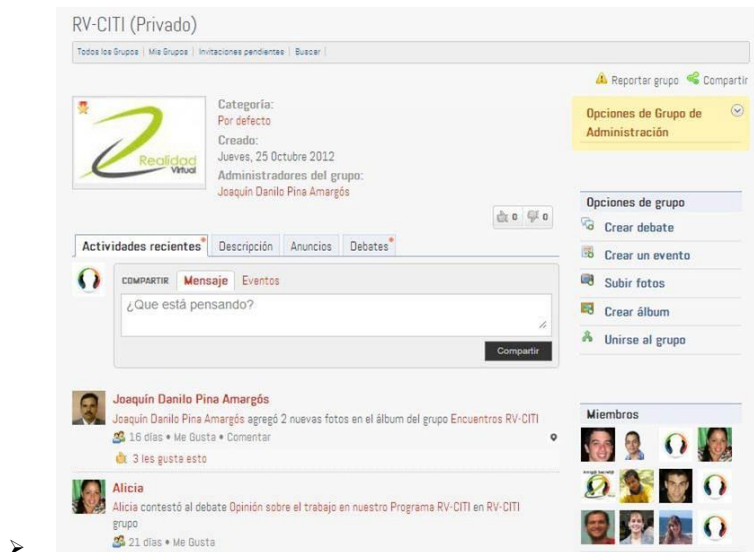 RV-CITI (Privado)
Todos los Grupos | Mis Grupos | Invitaciones pendientes | Buscar |
Reportar grupo Compartir
Realidad
Virtual
Categoría:
Por defecto
Creado:
Jueves, 25 Octubre 2012
Administradores del grupo:
Joaquín Danilo Pina Amargós
0 0
Opciones de Grupo de
Administración
Opciones de grupo
Crear debate
Crear un evento
Subir fotos
Crear álbum
Unirse al grupo
Actividades recientes Descripción Anuncios Debates
COMPARTIR Mensaje Eventos
¿Que está pensando?
Compartir
Joaquín Danilo Pina Amargós
Joaquín Danilo Pina Amargós agregó 2 nuevas fotos en el álbum del grupo Encuentros RV-CITI
16 días • Me Gusta • Comentar
3 les gusta esto
Alicia
Alicia contestó al debate Opinión sobre el trabajo en nuestro Programa RV-CITI en RV-CITI
grupo
21 días • Me Gusta
Miembros